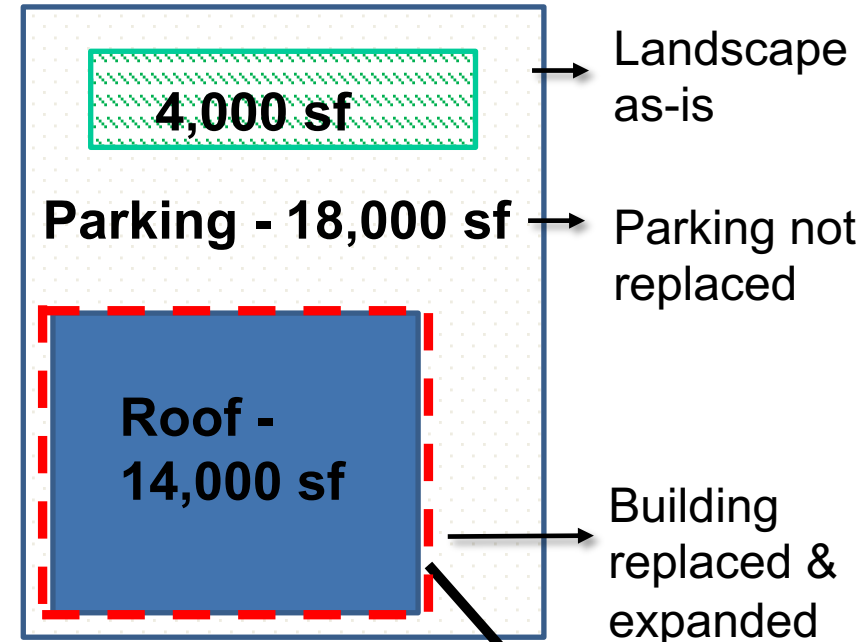 Landscape
as-is
4,000 sf
Parking - 18,000 sf
Parking not
replaced
Roof -
14,000 sf
Building
replaced &
expanded